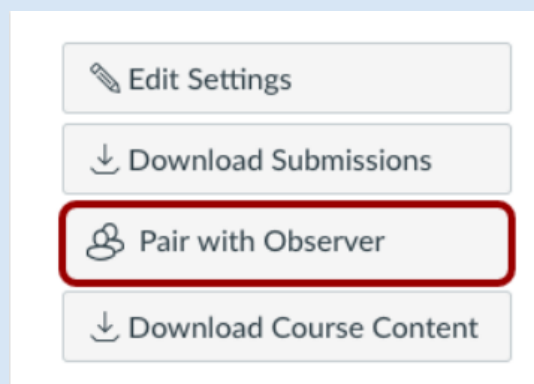 Edit Settings
Download Submissions
Pair with Observer
Download Course Content